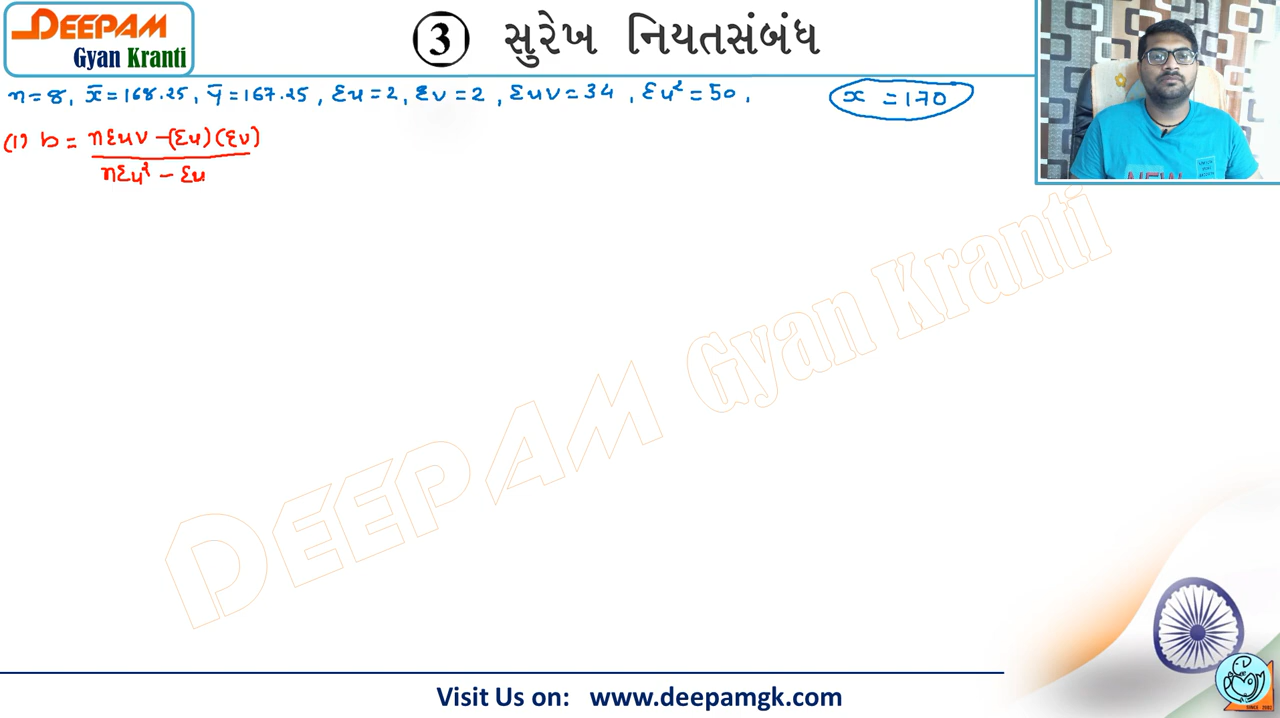 DEEPAM
Gyan Kranti
③ સુરેખ નિયતસંબંધ
n=8, x̄=168.25, ȳ=167.25, Σu=2, Σv=2, Σuv=34, Σu²=50, x=170
(1) b = nΣuv-(Σu)(Σv)
nΣu² - Σu
DEEPAM Gyan Kranti
Visit Us on: www.deepamgk.com